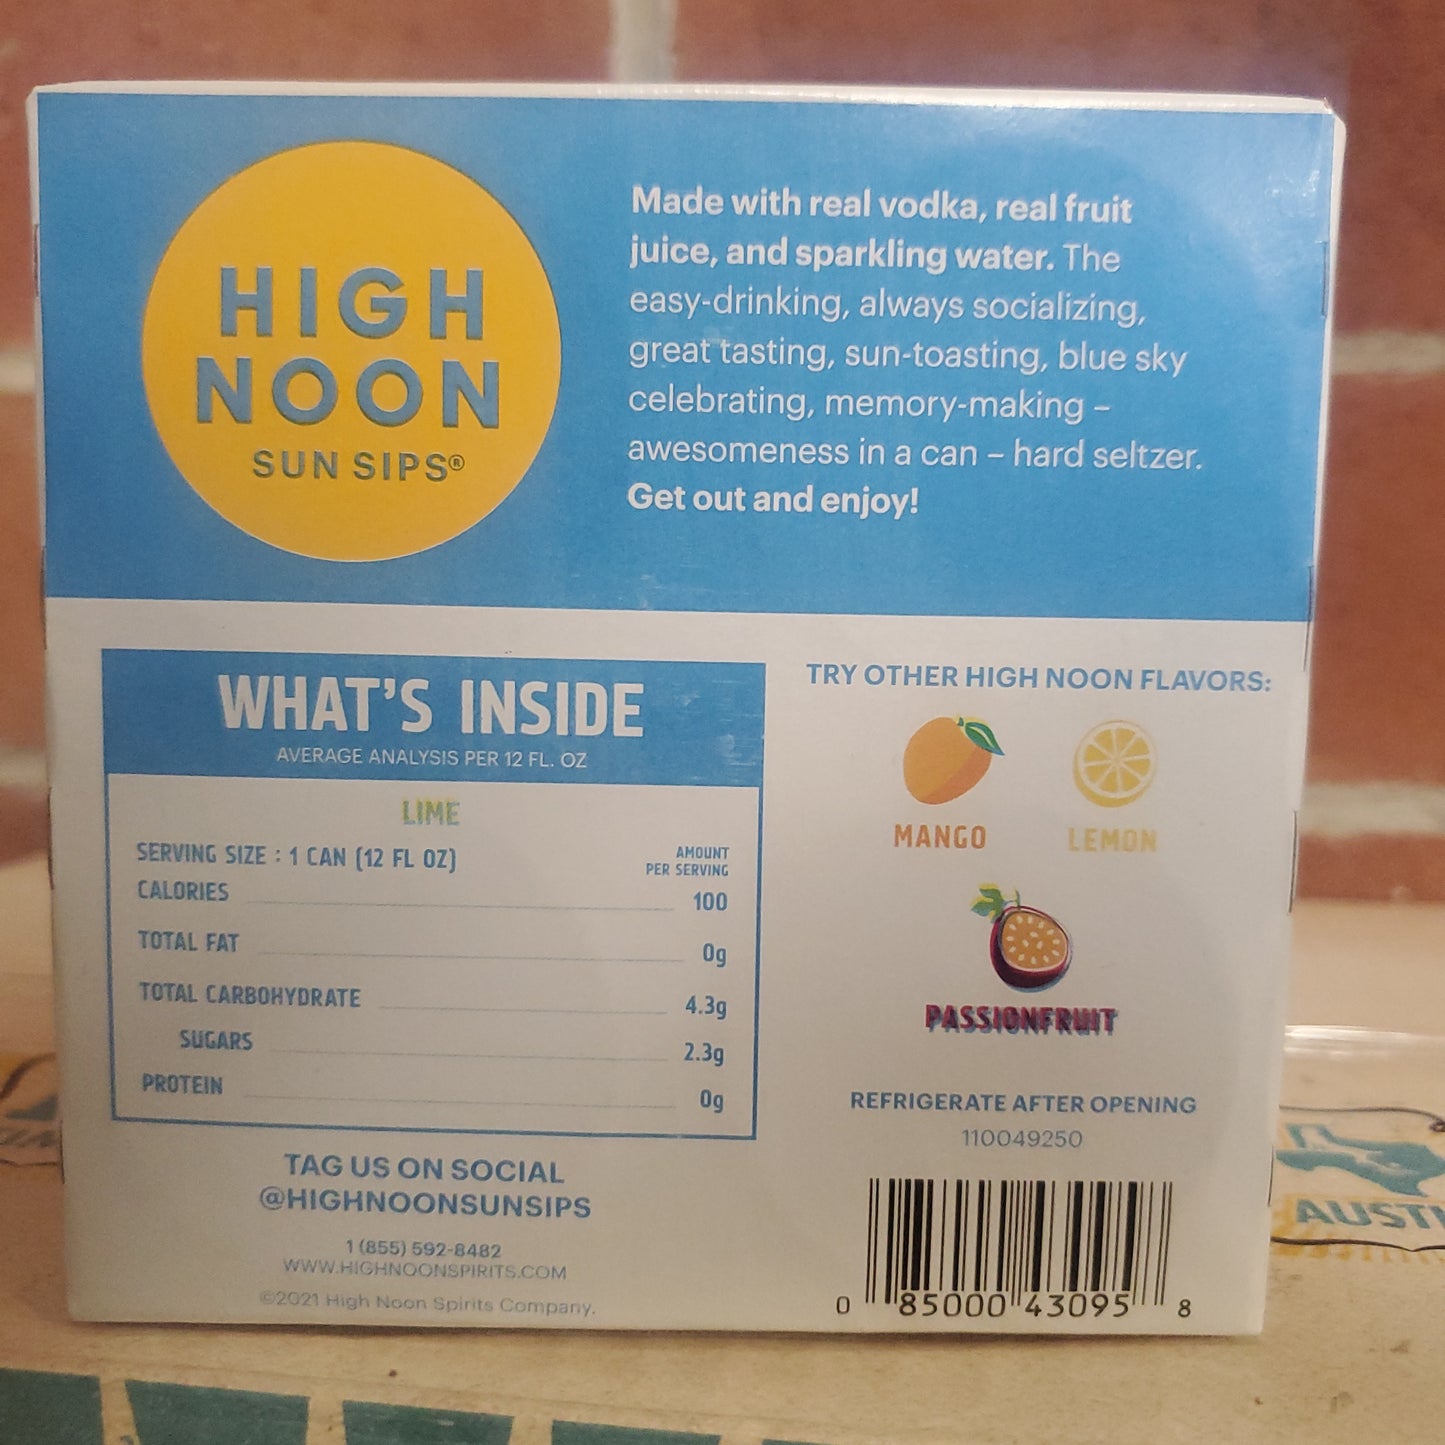 HIGH
NOON
SUN SIPS®
Made with real vodka, real fruit
juice, and sparkling water. The
easy-drinking, always socializing,
great tasting, sun-toasting, blue sky
celebrating, memory-making –
awesomeness in a can – hard seltzer.
Get out and enjoy!
WHAT'S INSIDE
AVERAGE ANALYSIS PER 12 FL. OZ
LIME
SERVING SIZE : 1 CAN (12 FL OZ)
AMOUNT
PER SERVING
CALORIES 100
TOTAL FAT 0g
TOTAL CARBOHYDRATE 4.3g
SUGARS 2.3g
PROTEIN 0g
TAG US ON SOCIAL
@HIGHNOONSUNSIPS
1 (855) 592-8482
WWW.HIGHNOONSPIRITS.COM
©2021 High Noon Spirits Company.
TRY OTHER HIGH NOON FLAVORS:
MANGO LEMON
PASSIONFRUIT
REFRIGERATE AFTER OPENING
110049250
0 85000 43095 8